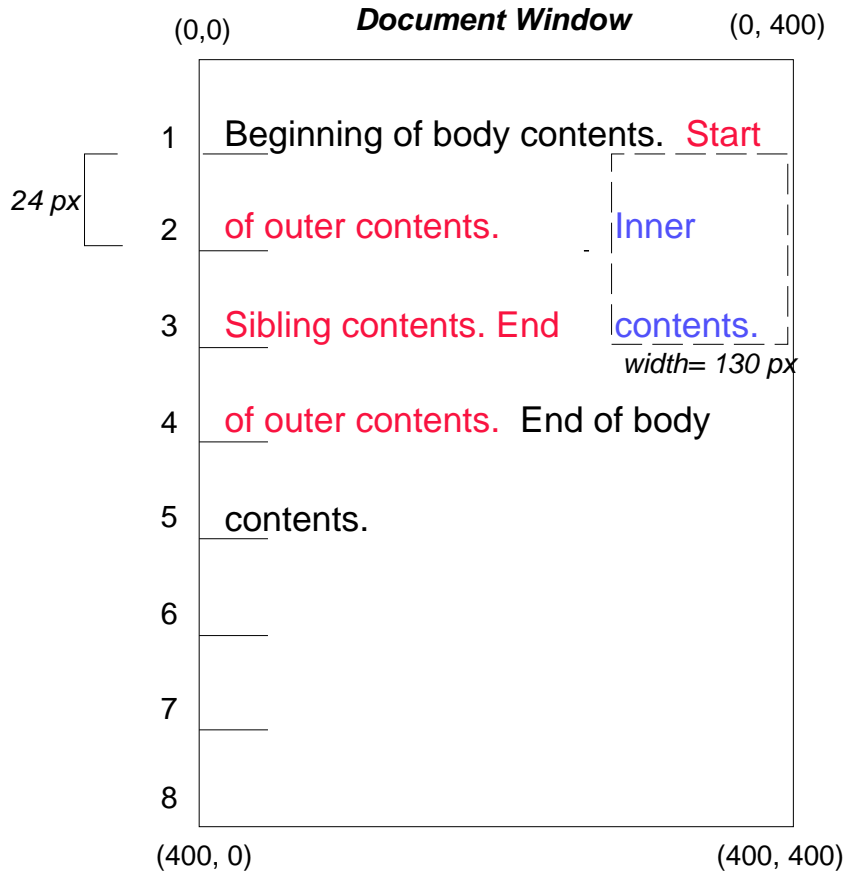 Document Window
(0,0) (0, 400)
1 Beginning of body contents. Start
24 px
2 of outer contents. Inner
3 Sibling contents. End contents.
width= 130 px
4 of outer contents. End of body
5 contents.
6
7
8
(400, 0) (400, 400)